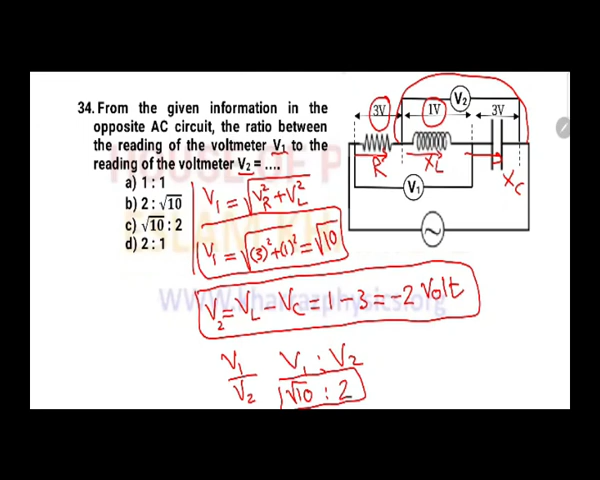 34. From the given information in the
opposite AC circuit, the ratio between
the reading of the voltmeter V₁ to the
reading of the voltmeter V₂ = ....
a) 1 : 1
b) 2 : √10
c) √10 : 2
d) 2 : 1
V₂
3V
1V
3V
R
X_L
X_C
V₁
V₁ = √(V_R² + V_L²)
V₁ = √((3)² + (1)²) = √10
V₂ = V_L − V_C = 1 − 3 = −2 Volt
V₁/V₂
V₁ : V₂
√10 : 2